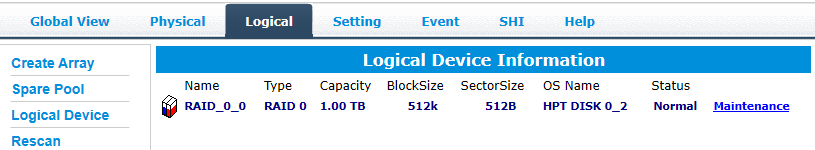 Global View Physical Logical Setting Event SHI Help
Create Array
Spare Pool
Logical Device
Rescan
Logical Device Information
Name Type Capacity BlockSize SectorSize OS Name Status
RAID_0_0 RAID 0 1.00 TB 512k 512B HPT DISK 0_2 Normal Maintenance